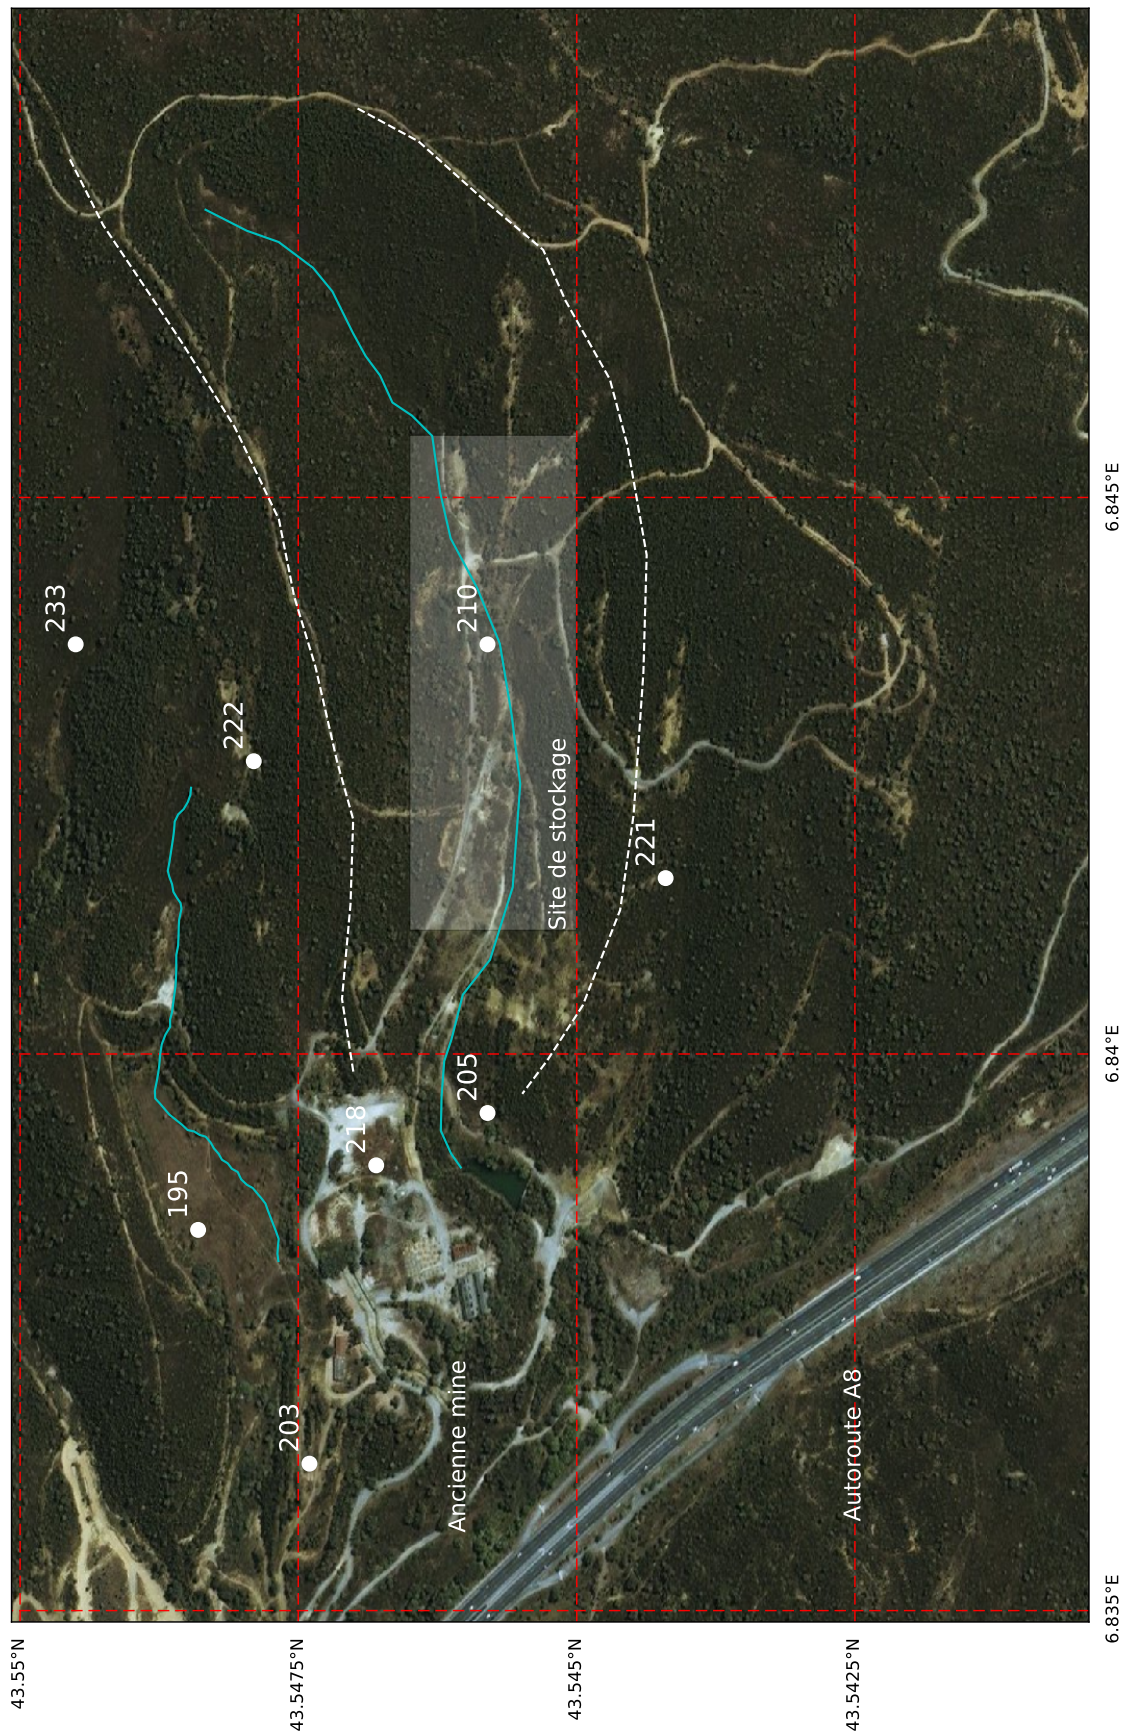 233
222
210
195
218
205
221
203
Site de stockage
Ancienne mine
Autoroute A8
43.55°N
43.5475°N
43.545°N
43.5425°N
6.835°E
6.84°E
6.845°E